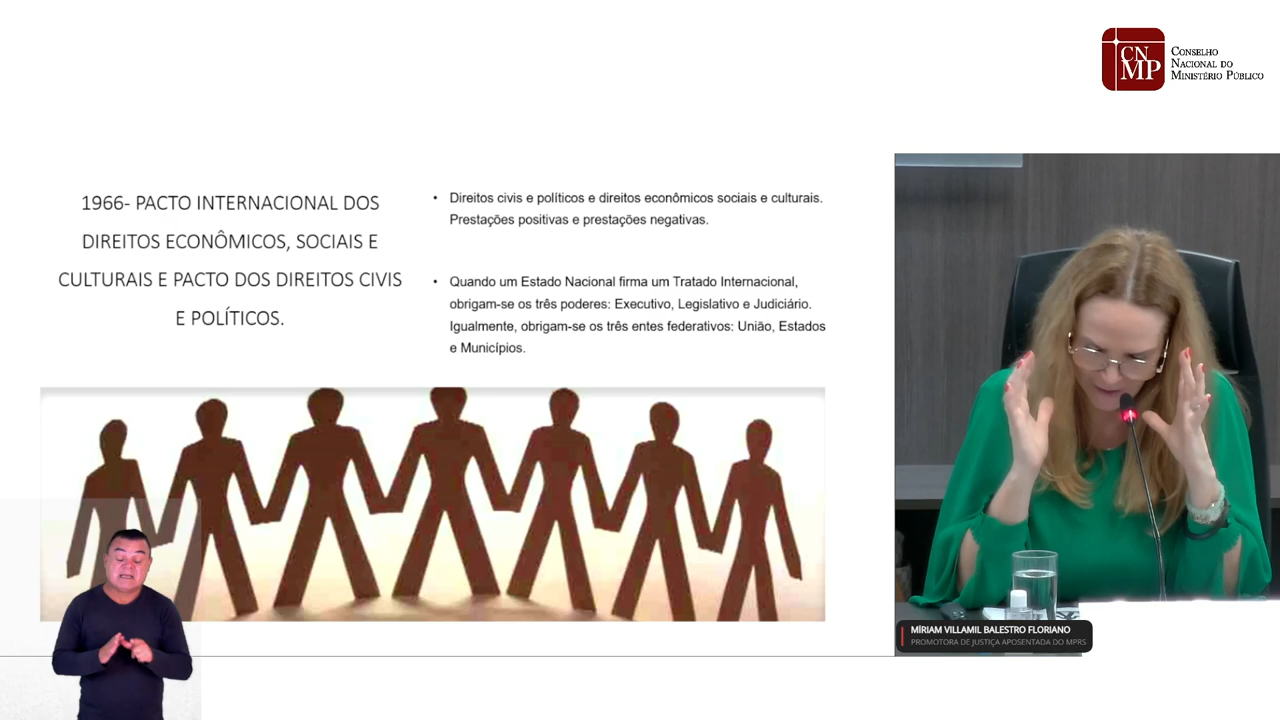 CN
MP
CONSELHO
NACIONAL DO
MINISTÉRIO PÚBLICO
1966- PACTO INTERNACIONAL DOS
DIREITOS ECONÔMICOS, SOCIAIS E
CULTURAIS E PACTO DOS DIREITOS CIVIS
E POLÍTICOS.
• Direitos civis e políticos e direitos econômicos sociais e culturais.
Prestações positivas e prestações negativas.
• Quando um Estado Nacional firma um Tratado Internacional,
obrigam-se os três poderes: Executivo, Legislativo e Judiciário.
Igualmente, obrigam-se os três entes federativos: União, Estados
e Municípios.
MÍRIAM VILLAMIL BALESTRO FLORIANO
PROMOTORA DE JUSTIÇA APOSENTADA DO MPRS